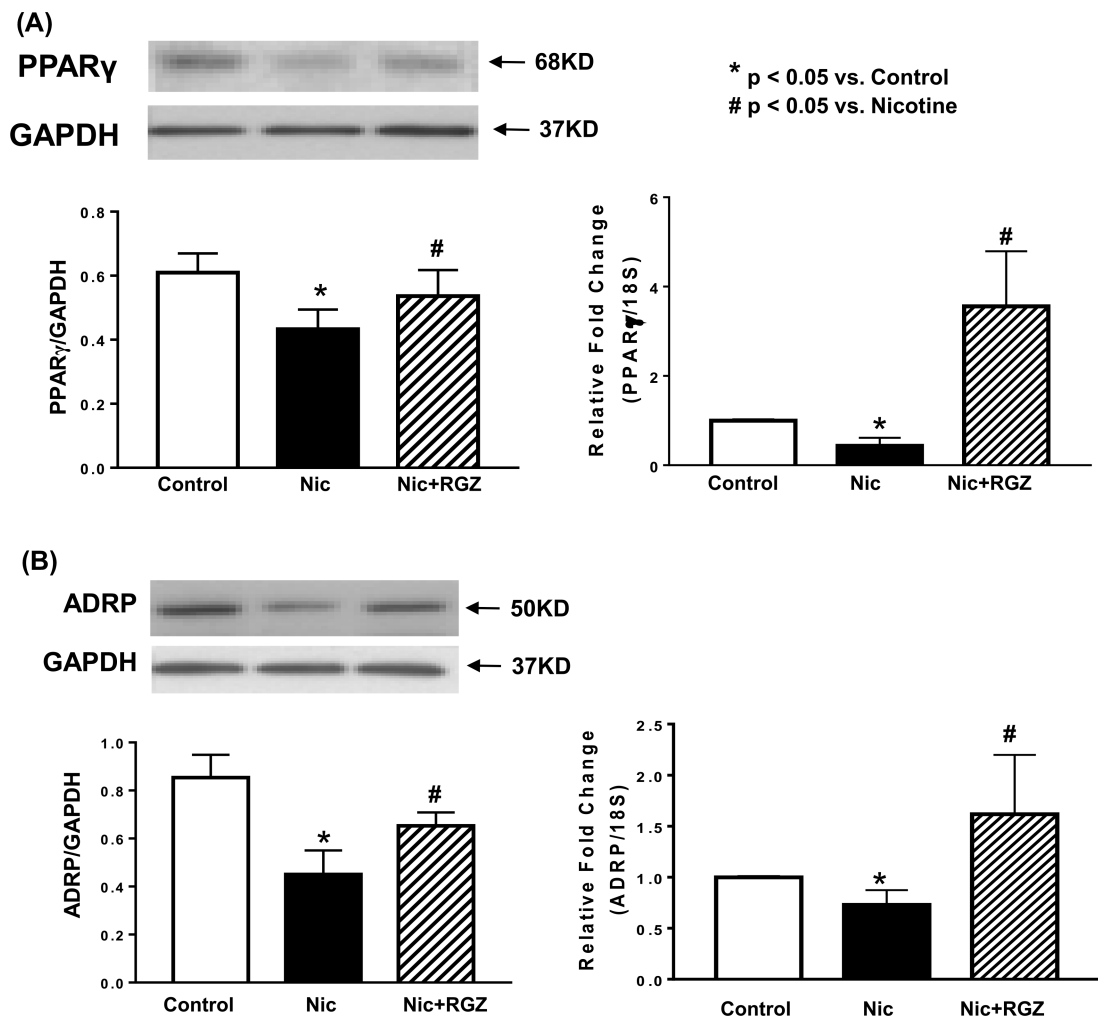 (A)
PPARγ
68KD
GAPDH
37KD
* p < 0.05 vs. Control
# p < 0.05 vs. Nicotine
PPARγ/GAPDH
0.8
0.6
0.4
0.2
0.0
*
#
Control Nic Nic+RGZ
Relative Fold Change
(PPARγ/18S)
6
4
2
0
*
#
Control Nic Nic+RGZ
(B)
ADRP
50KD
GAPDH
37KD
ADRP/GAPDH
1.0
0.8
0.6
0.4
0.2
0.0
*
#
Control Nic Nic+RGZ
Relative Fold Change
(ADRP/18S)
2.5
2.0
1.5
1.0
0.5
0.0
*
#
Control Nic Nic+RGZ